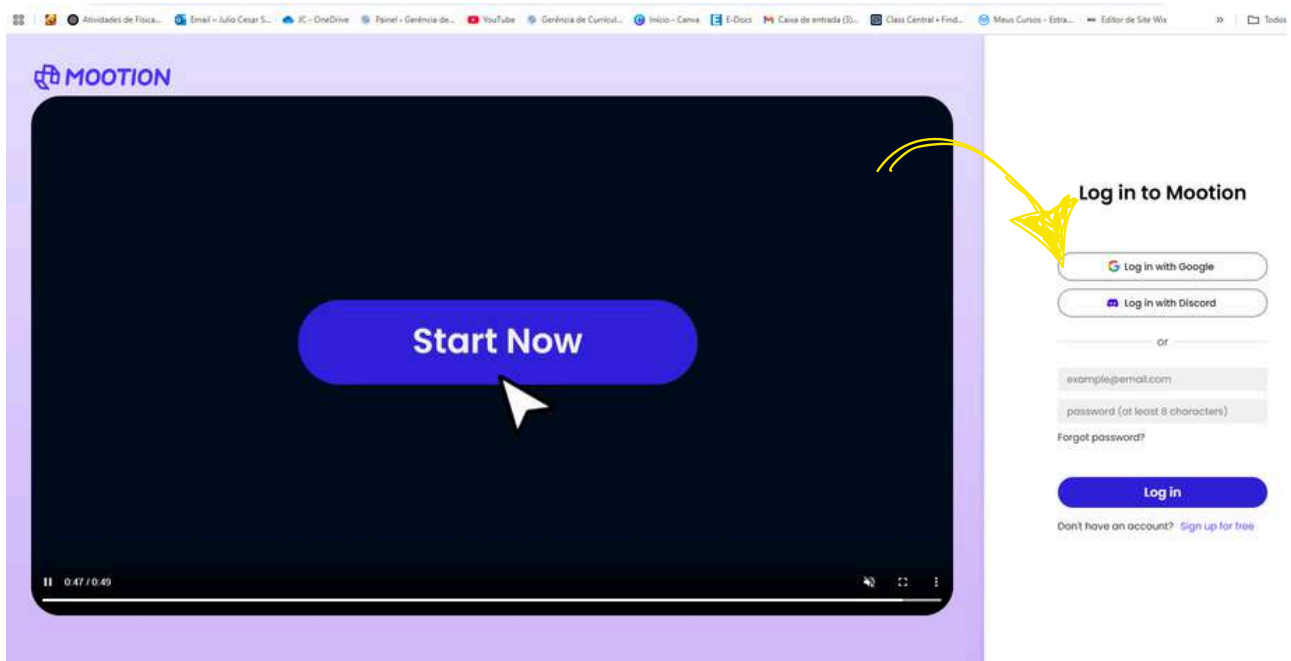 Atividades de Física... Email – Julio Cesar S... JC - OneDrive Painel - Gerência de... YouTube Gerência de Currícul... Início - Canva E-Docs Caixa de entrada (3)... Class Central • Find... Meus Cursos - Estra... Editor de Site Wix » Todos
MOOTION
Log in to Mootion
Log in with Google
Log in with Discord
or
Start Now
example@email.com
password (at least 8 characters)
Forgot password?
Log in
Don't have an account? Sign up for free
0:47 / 0:49